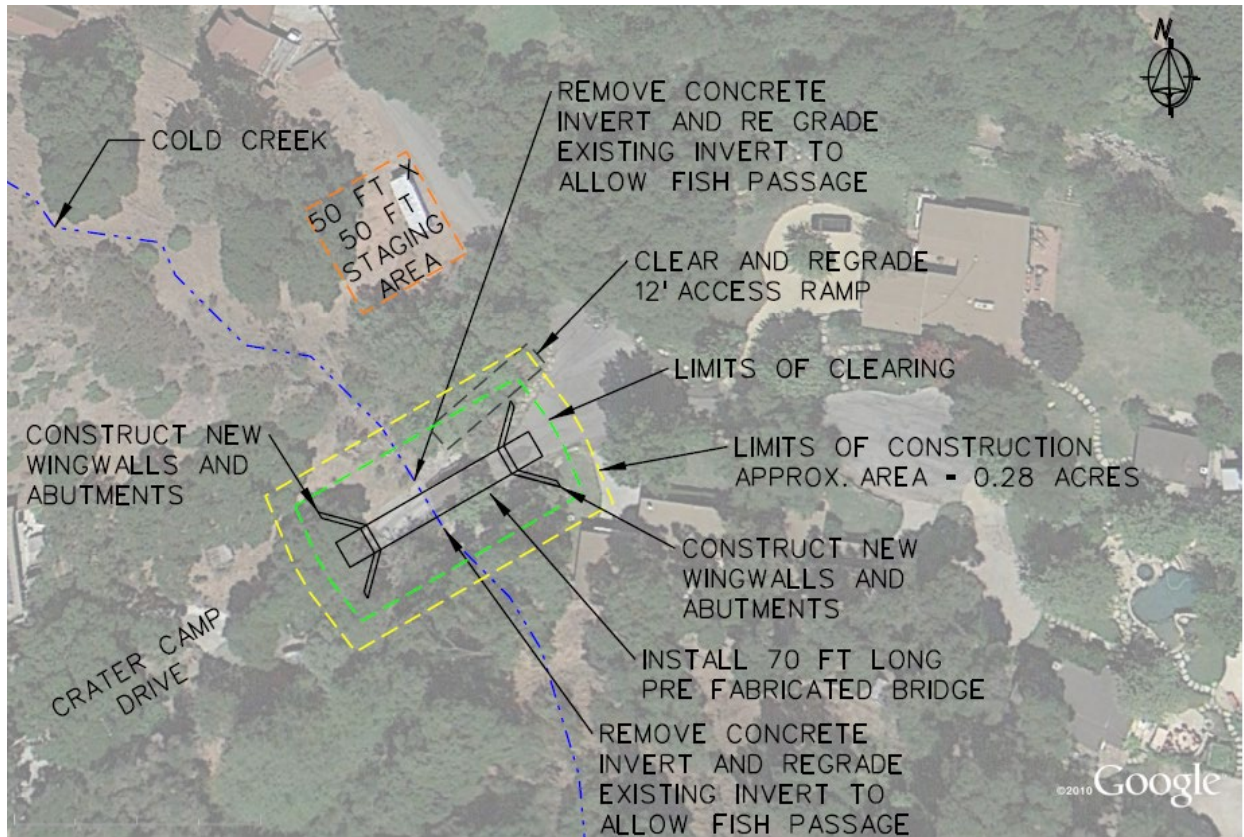 N
REMOVE CONCRETE
INVERT AND RE GRADE
EXISTING INVERT TO
ALLOW FISH PASSAGE
COLD CREEK
50 FT X
50 FT
STAGING
AREA
CLEAR AND REGRADE
12' ACCESS RAMP
LIMITS OF CLEARING
CONSTRUCT NEW
WINGWALLS AND
ABUTMENTS
LIMITS OF CONSTRUCTION
APPROX. AREA = 0.28 ACRES
CONSTRUCT NEW
WINGWALLS AND
ABUTMENTS
CRATER CAMP
DRIVE
INSTALL 70 FT LONG
PRE FABRICATED BRIDGE
REMOVE CONCRETE
INVERT AND REGRADE
EXISTING INVERT TO
ALLOW FISH PASSAGE
©2010 Google